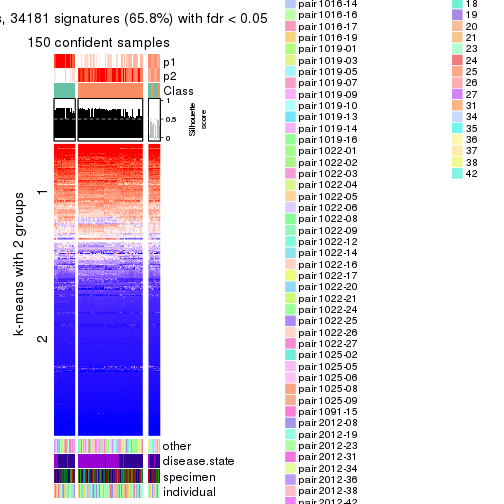 s, 34181 signatures (65.8%) with fdr < 0.05
150 confident samples
p1
p2
Class
1
0.5
0
Silhouette
score
k-means with 2 groups
1
2
other
disease.state
specimen
individual
pair1016-14
pair1016-16
pair1016-17
pair1016-19
pair1019-01
pair1019-03
pair1019-05
pair1019-07
pair1019-09
pair1019-10
pair1019-13
pair1019-14
pair1019-16
pair1022-01
pair1022-02
pair1022-03
pair1022-04
pair1022-05
pair1022-06
pair1022-08
pair1022-09
pair1022-12
pair1022-14
pair1022-16
pair1022-17
pair1022-20
pair1022-21
pair1022-24
pair1022-25
pair1022-26
pair1022-27
pair1025-02
pair1025-05
pair1025-06
pair1025-08
pair1025-09
pair1091-15
pair2012-08
pair2012-19
pair2012-23
pair2012-31
pair2012-34
pair2012-36
pair2012-38
pair2012-42
18
19
20
21
23
24
25
26
27
31
34
35
36
37
38
42